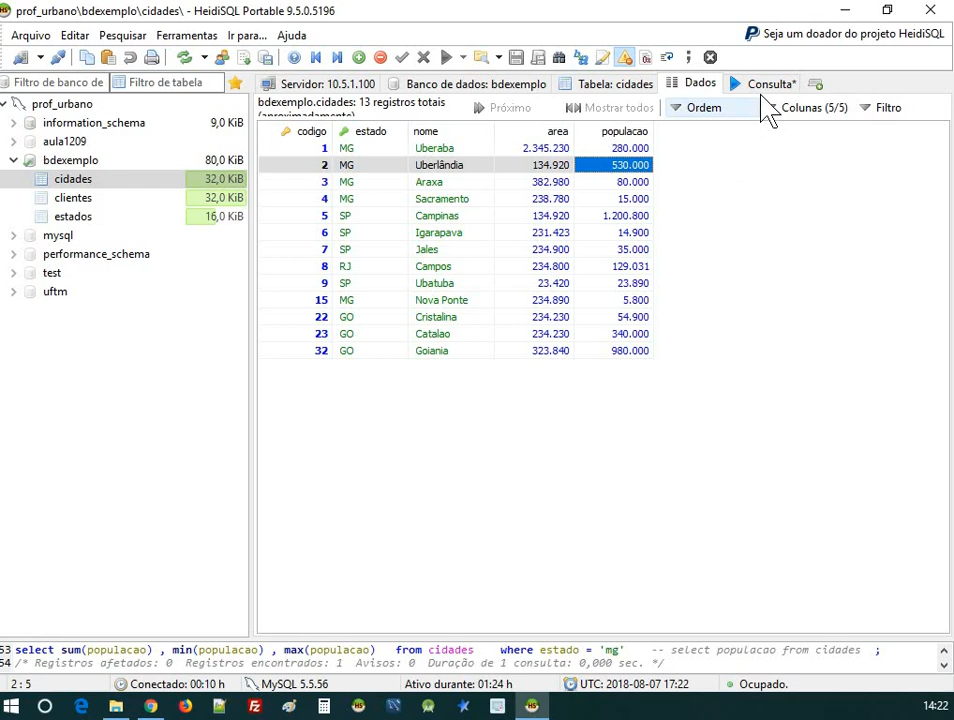 prof_urbano\bdexemplo\cidades\ - HeidiSQL Portable 9.5.0.5196
Arquivo Editar Pesquisar Ferramentas Ir para... Ajuda Seja um doador do projeto HeidiSQL
Filtro de banco de Filtro de tabela Servidor: 10.5.1.100 Banco de dados: bdexemplo Tabela: cidades Dados Consulta*
bdexemplo.cidades: 13 registros totais (aproximadamente) Próximo Mostrar todos Ordem Colunas (5/5) Filtro
prof_urbano
information_schema 9,0 KiB
aula1209
bdexemplo 80,0 KiB
cidades 32,0 KiB
clientes 32,0 KiB
estados 16,0 KiB
mysql
performance_schema
test
uftm
codigo estado nome area populacao
1 MG Uberaba 2.345.230 280.000
2 MG Uberlândia 134.920 530.000
3 MG Araxa 382.980 80.000
4 MG Sacramento 238.780 15.000
5 SP Campinas 134.920 1.200.800
6 SP Igarapava 231.423 14.900
7 SP Jales 234.900 35.000
8 RJ Campos 234.800 129.031
9 SP Ubatuba 23.420 23.890
15 MG Nova Ponte 234.890 5.800
22 GO Cristalina 234.230 54.900
23 GO Catalao 234.230 340.000
32 GO Goiania 323.840 980.000
53 select sum(populacao) , min(populacao) , max(populacao) from cidades where estado = 'mg' -- select populacao from cidades ;
54 /* Registros afetados: 0 Registros encontrados: 1 Avisos: 0 Duração de 1 consulta: 0,000 sec. */
2 : 5 Conectado: 00:10 h MySQL 5.5.56 Ativo durante: 01:24 h UTC: 2018-08-07 17:22 Ocupado.
14:22